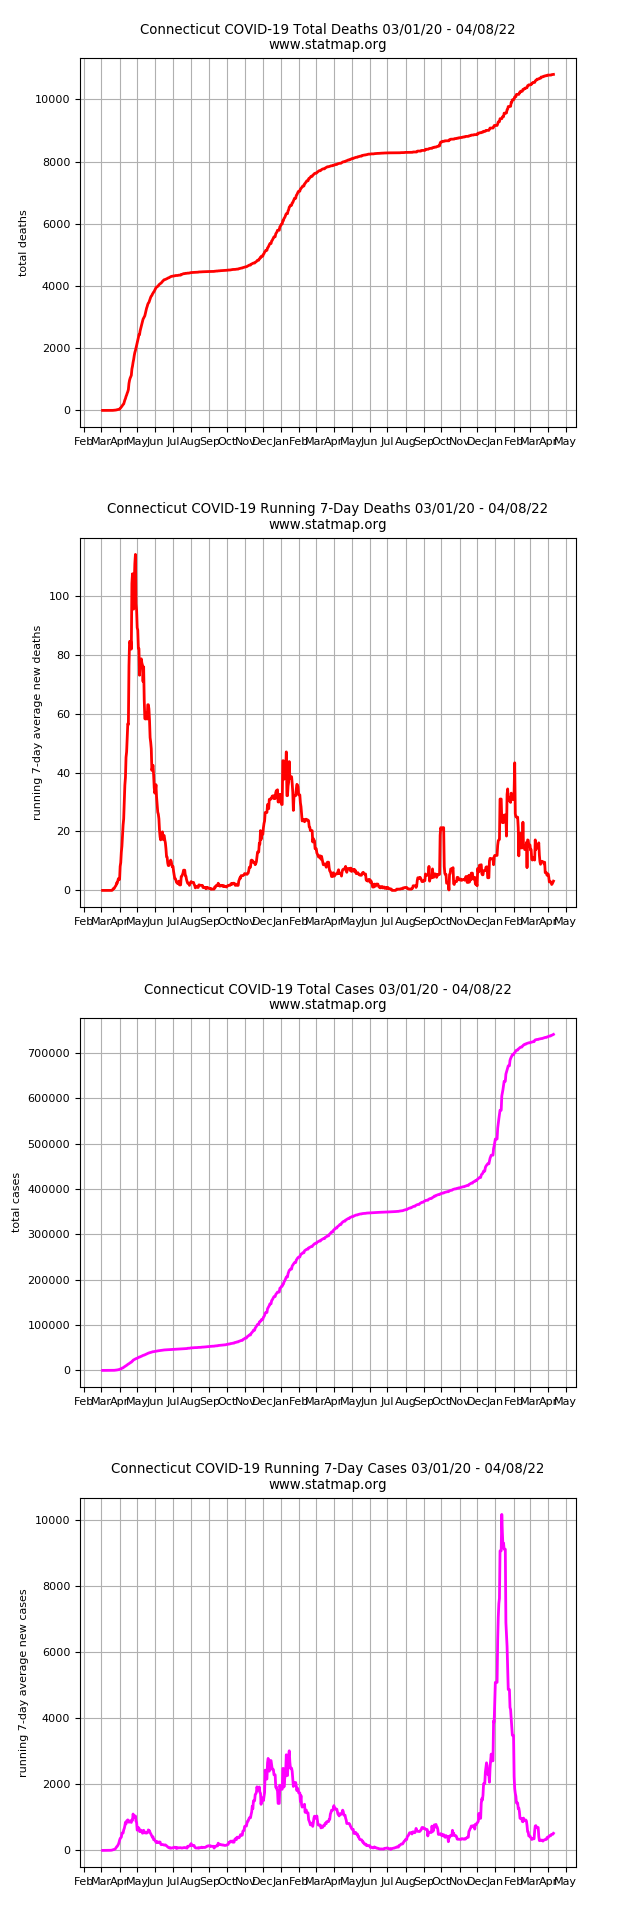 Connecticut COVID-19 Total Deaths 03/01/20 - 04/08/22
www.statmap.org
10000
8000
6000
4000
2000
0
total deaths
Feb Mar Apr May Jun Jul Aug Sep Oct Nov Dec Jan Feb Mar Apr May Jun Jul Aug Sep Oct Nov Dec Jan Feb Mar Apr May
Connecticut COVID-19 Running 7-Day Deaths 03/01/20 - 04/08/22
www.statmap.org
100
80
60
40
20
0
running 7-day average new deaths
Feb Mar Apr May Jun Jul Aug Sep Oct Nov Dec Jan Feb Mar Apr May Jun Jul Aug Sep Oct Nov Dec Jan Feb Mar Apr May
Connecticut COVID-19 Total Cases 03/01/20 - 04/08/22
www.statmap.org
700000
600000
500000
400000
300000
200000
100000
0
total cases
Feb Mar Apr May Jun Jul Aug Sep Oct Nov Dec Jan Feb Mar Apr May Jun Jul Aug Sep Oct Nov Dec Jan Feb Mar Apr May
Connecticut COVID-19 Running 7-Day Cases 03/01/20 - 04/08/22
www.statmap.org
10000
8000
6000
4000
2000
0
running 7-day average new cases
Feb Mar Apr May Jun Jul Aug Sep Oct Nov Dec Jan Feb Mar Apr May Jun Jul Aug Sep Oct Nov Dec Jan Feb Mar Apr May